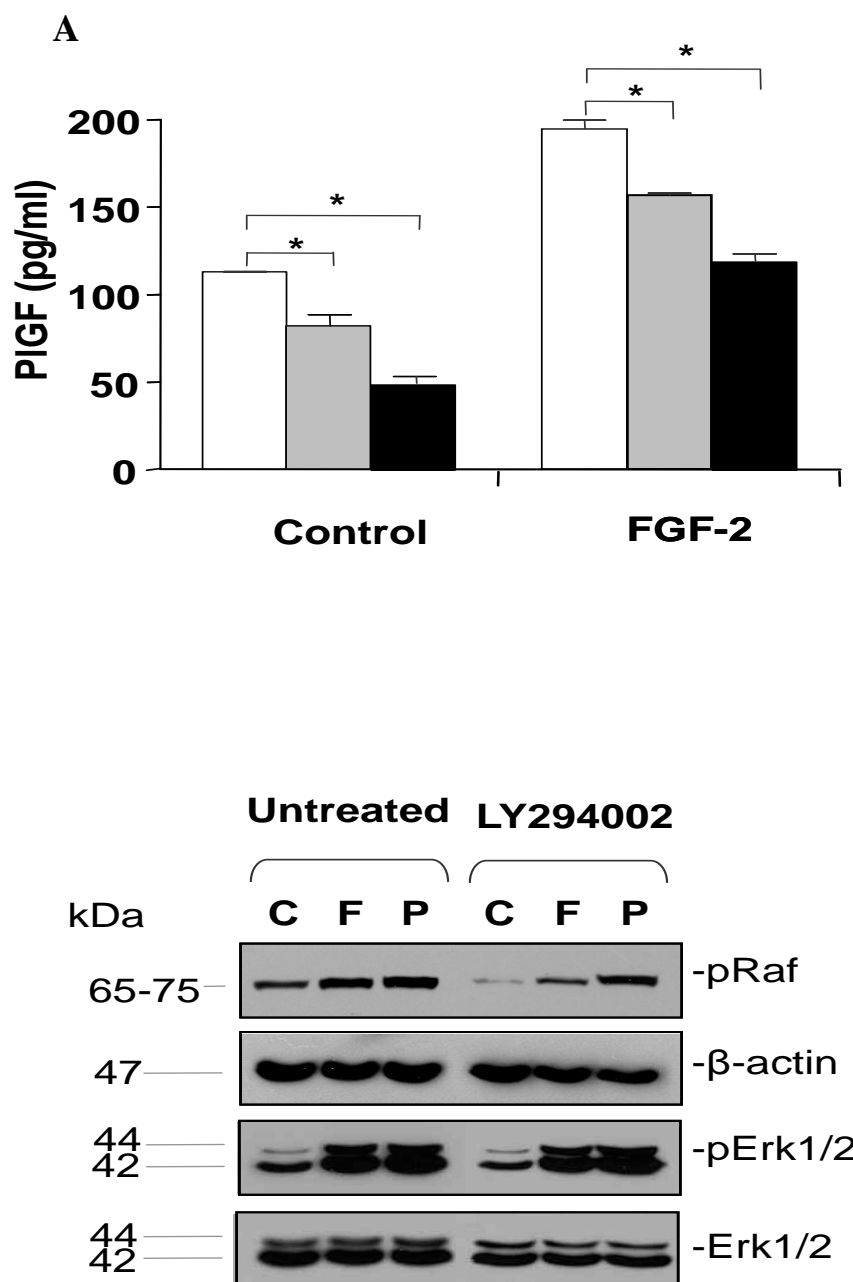 A
* *
* *
200
150
100
50
0
PlGF (pg/ml)
Control FGF-2
Untreated LY294002
kDa C F P C F P
65-75 -pRaf
47 -β-actin
44
42 -pErk1/2
44
42 -Erk1/2